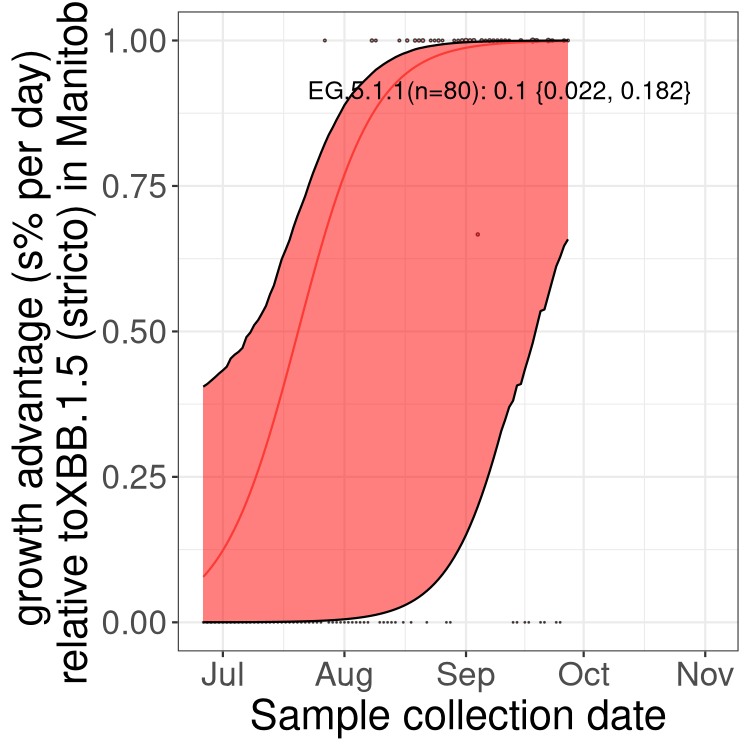 growth advantage (s% per day)
relative toXBB.1.5 (stricto) in Manitob
1.00
0.75
0.50
0.25
0.00
EG.5.1.1(n=80): 0.1 {0.022, 0.182}
Jul Aug Sep Oct Nov
Sample collection date